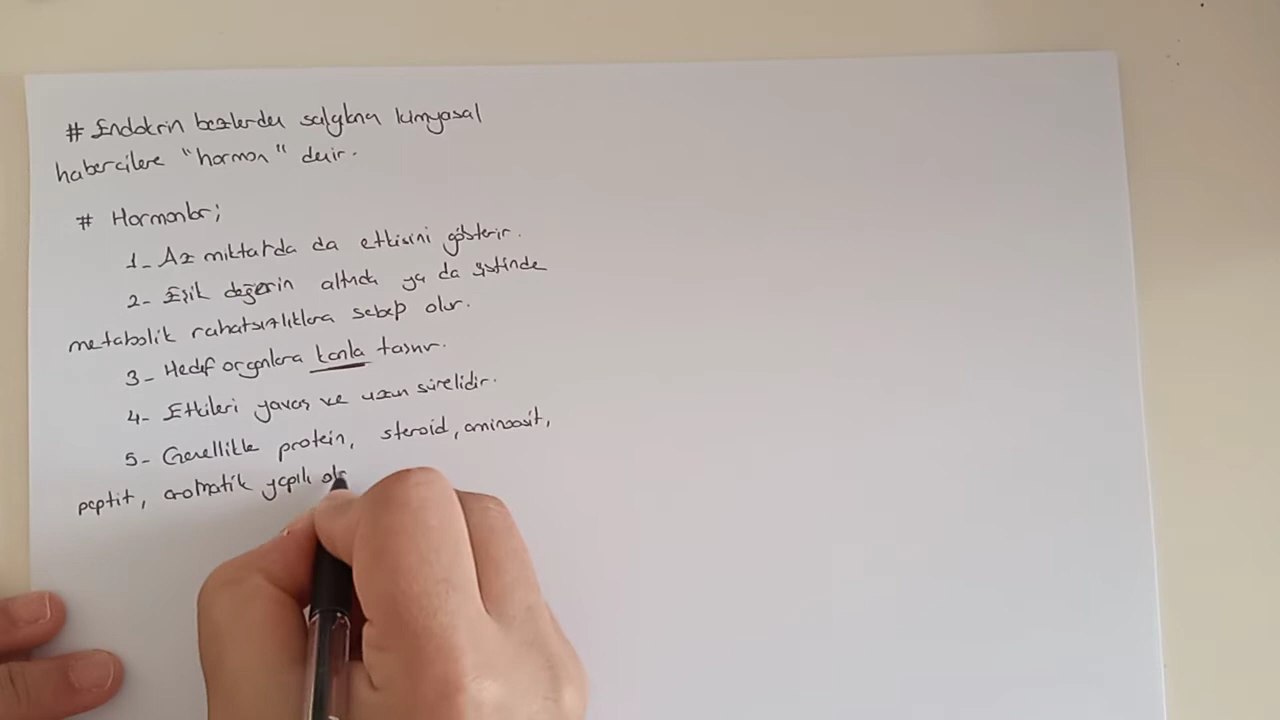 # Endokrin bezlerden salgılanan kimyasal
habercilere "hormon" denir.
# Hormonlar;
1- Az miktarda da etkisini gösterir.
2- Eşik değerin altında ya da üstünde
metabolik rahatsızlıklara sebep olur.
3- Hedef organlara kanla taşınır.
4- Etkileri yavaş ve uzun sürelidir.
5- Genellikle protein, steroid, aminoasit,
peptit, aromatik yapılı